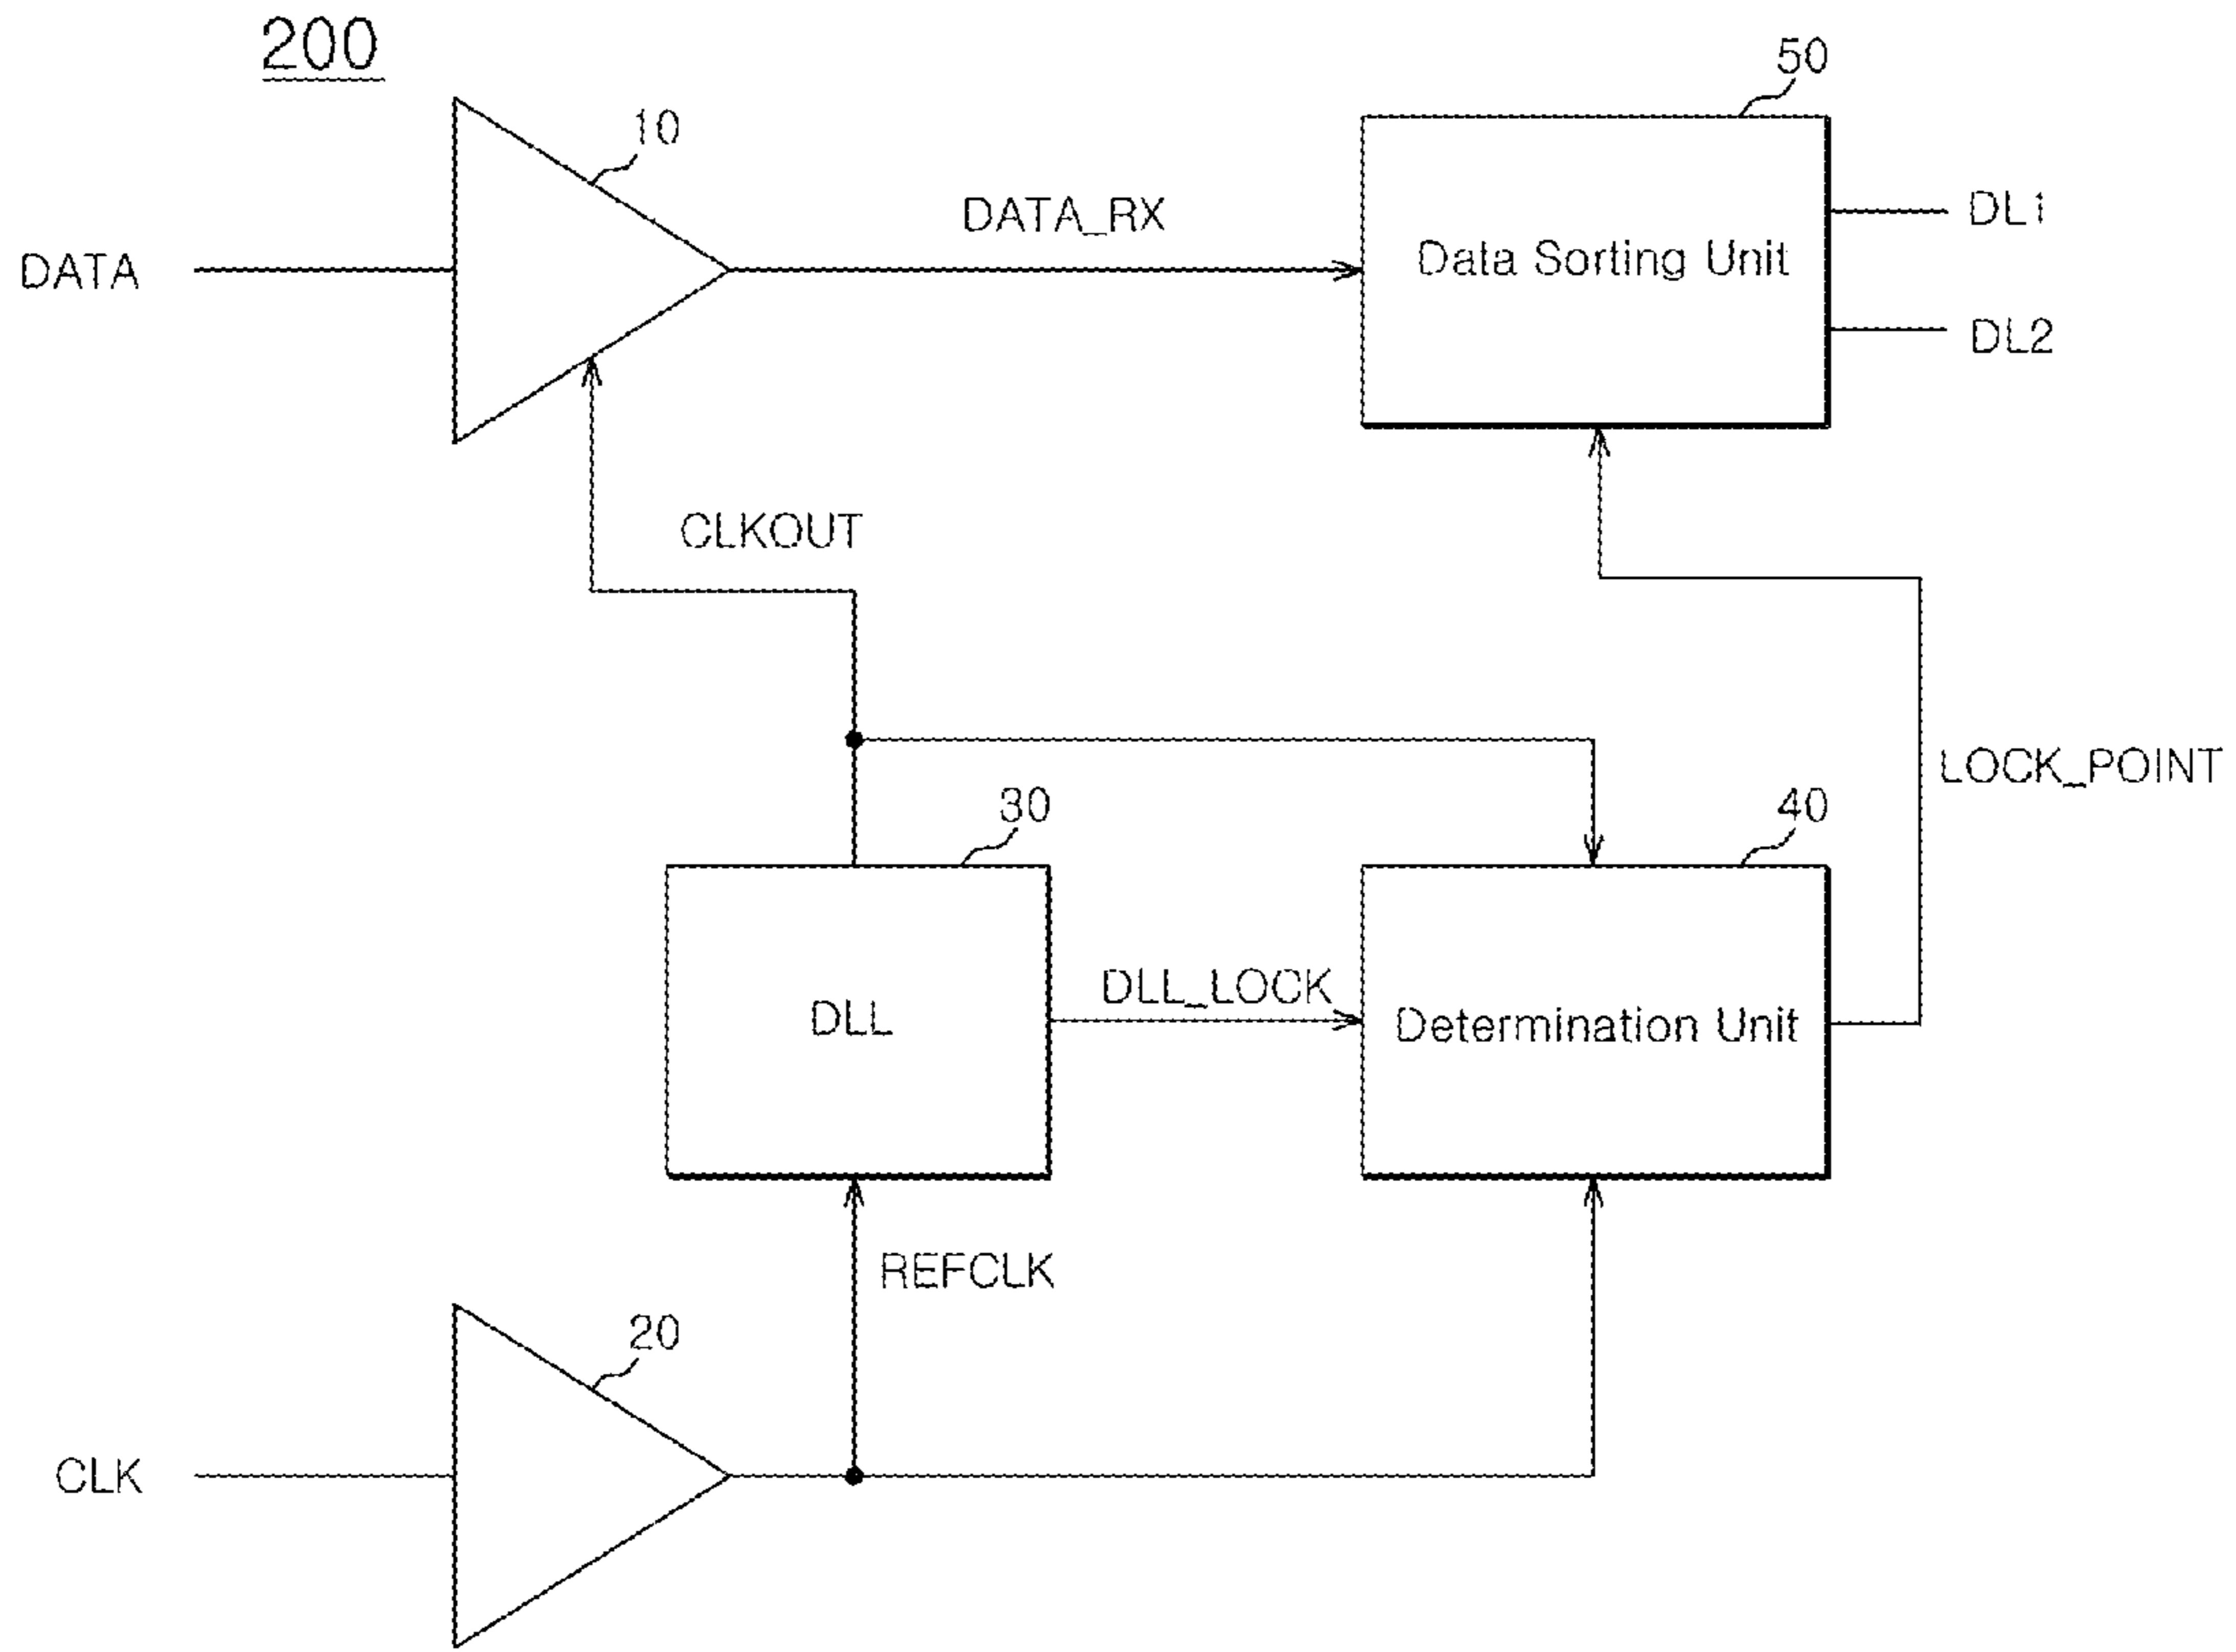 200
50
10
DATA_RX
DL1
DATA
Data Sorting Unit
DL2
CLKOUT
LOCK_POINT
30
40
DLL_LOCK
DLL
Determination Unit
REFCLK
20
CLK